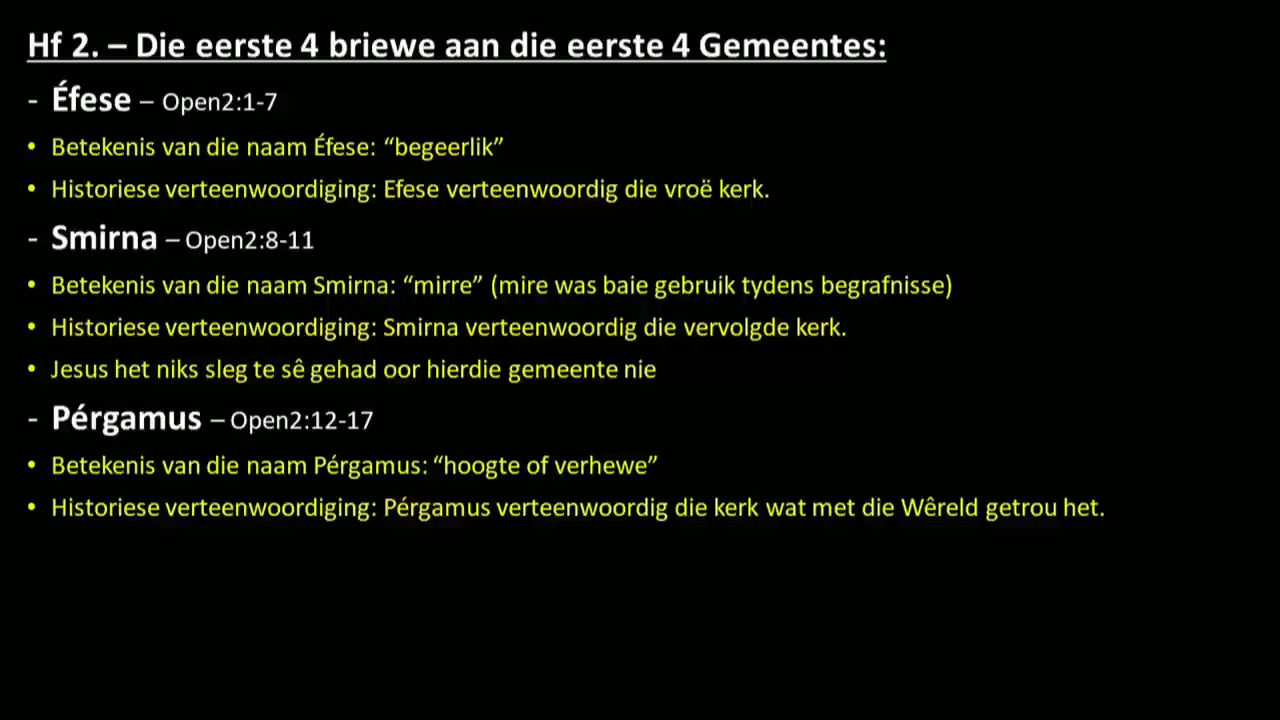 Hf 2. – Die eerste 4 briewe aan die eerste 4 Gemeentes:
- Éfese – Open2:1-7
• Betekenis van die naam Éfese: “begeerlik”
• Historiese verteenwoordiging: Efese verteenwoordig die vroë kerk.
- Smirna – Open2:8-11
• Betekenis van die naam Smirna: “mirre” (mire was baie gebruik tydens begrafnisse)
• Historiese verteenwoordiging: Smirna verteenwoordig die vervolgde kerk.
• Jesus het niks sleg te sê gehad oor hierdie gemeente nie
- Pérgamus – Open2:12-17
• Betekenis van die naam Pérgamus: “hoogte of verhewe”
• Historiese verteenwoordiging: Pérgamus verteenwoordig die kerk wat met die Wêreld getrou het.